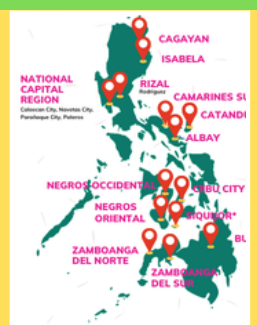 CAGAYAN
ISABELA
NATIONAL
CAPITAL
REGION
Caloocan City, Navotas City,
Parañaque City, Pateros
RIZAL
Rodriguez
CAMARINES SU
CATANDU
ALBAY
NEGROS OCCIDENTAL
CEBU CITY
NEGROS
ORIENTAL
SIQUIJOR*
BU
ZAMBOANGA
DEL NORTE
ZAMBOANGA
DEL SUR